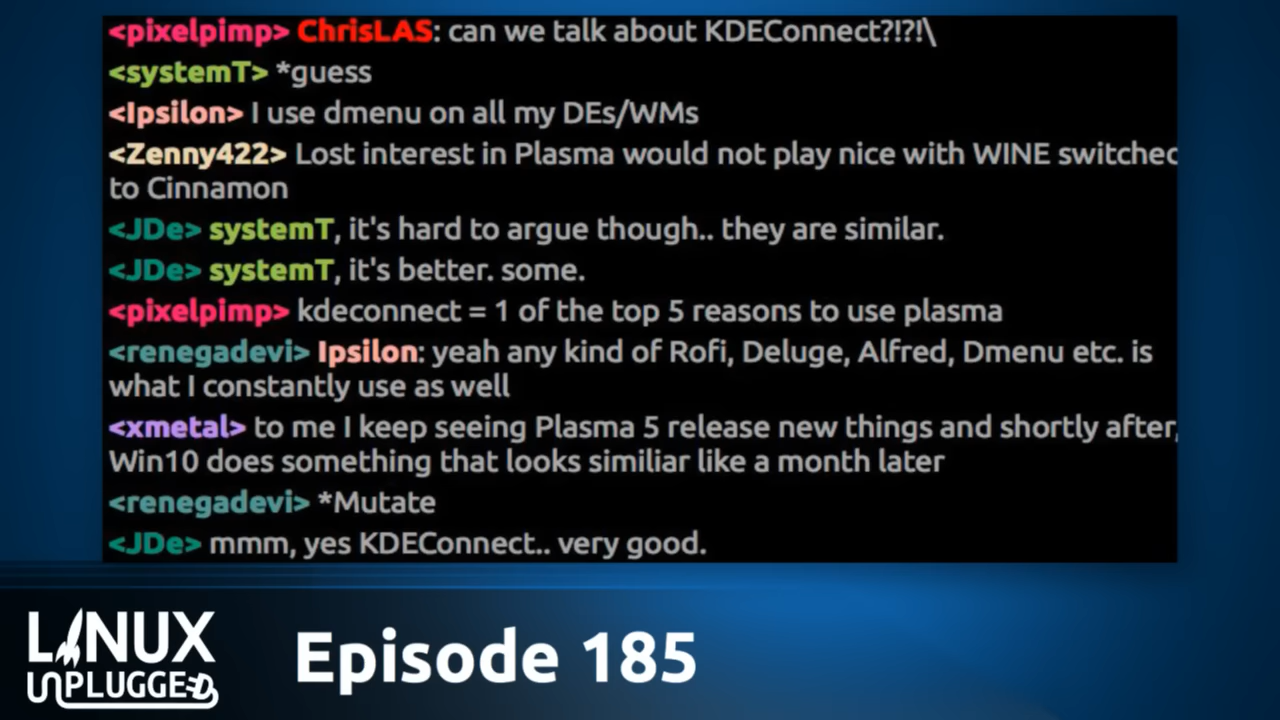 <pixelpimp> ChrisLAS: can we talk about KDEConnect?!?!\
<systemT> *guess
<Ipsilon> I use dmenu on all my DEs/WMs
<Zenny422> Lost interest in Plasma would not play nice with WINE switched
to Cinnamon
<JDe> systemT, it's hard to argue though.. they are similar.
<JDe> systemT, it's better. some.
<pixelpimp> kdeconnect = 1 of the top 5 reasons to use plasma
<renegadevi> Ipsilon: yeah any kind of Rofi, Deluge, Alfred, Dmenu etc. is
what I constantly use as well
<xmetal> to me I keep seeing Plasma 5 release new things and shortly after,
Win10 does something that looks similiar like a month later
<renegadevi> *Mutate
<JDe> mmm, yes KDEConnect.. very good.
LINUX
UNPLUGGED
Episode 185